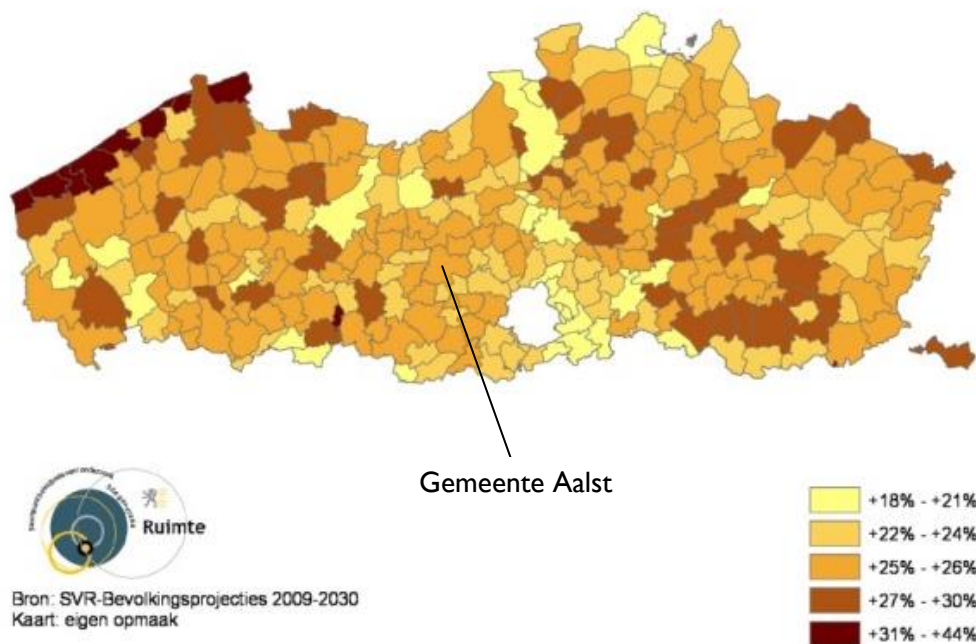 Gemeente Aalst
Ruimte
Bron: SVR-Bevolkingsprojecties 2009-2030
Kaart: eigen opmaak
+18% - +21%
+22% - +24%
+25% - +26%
+27% - +30%
+31% - +44%